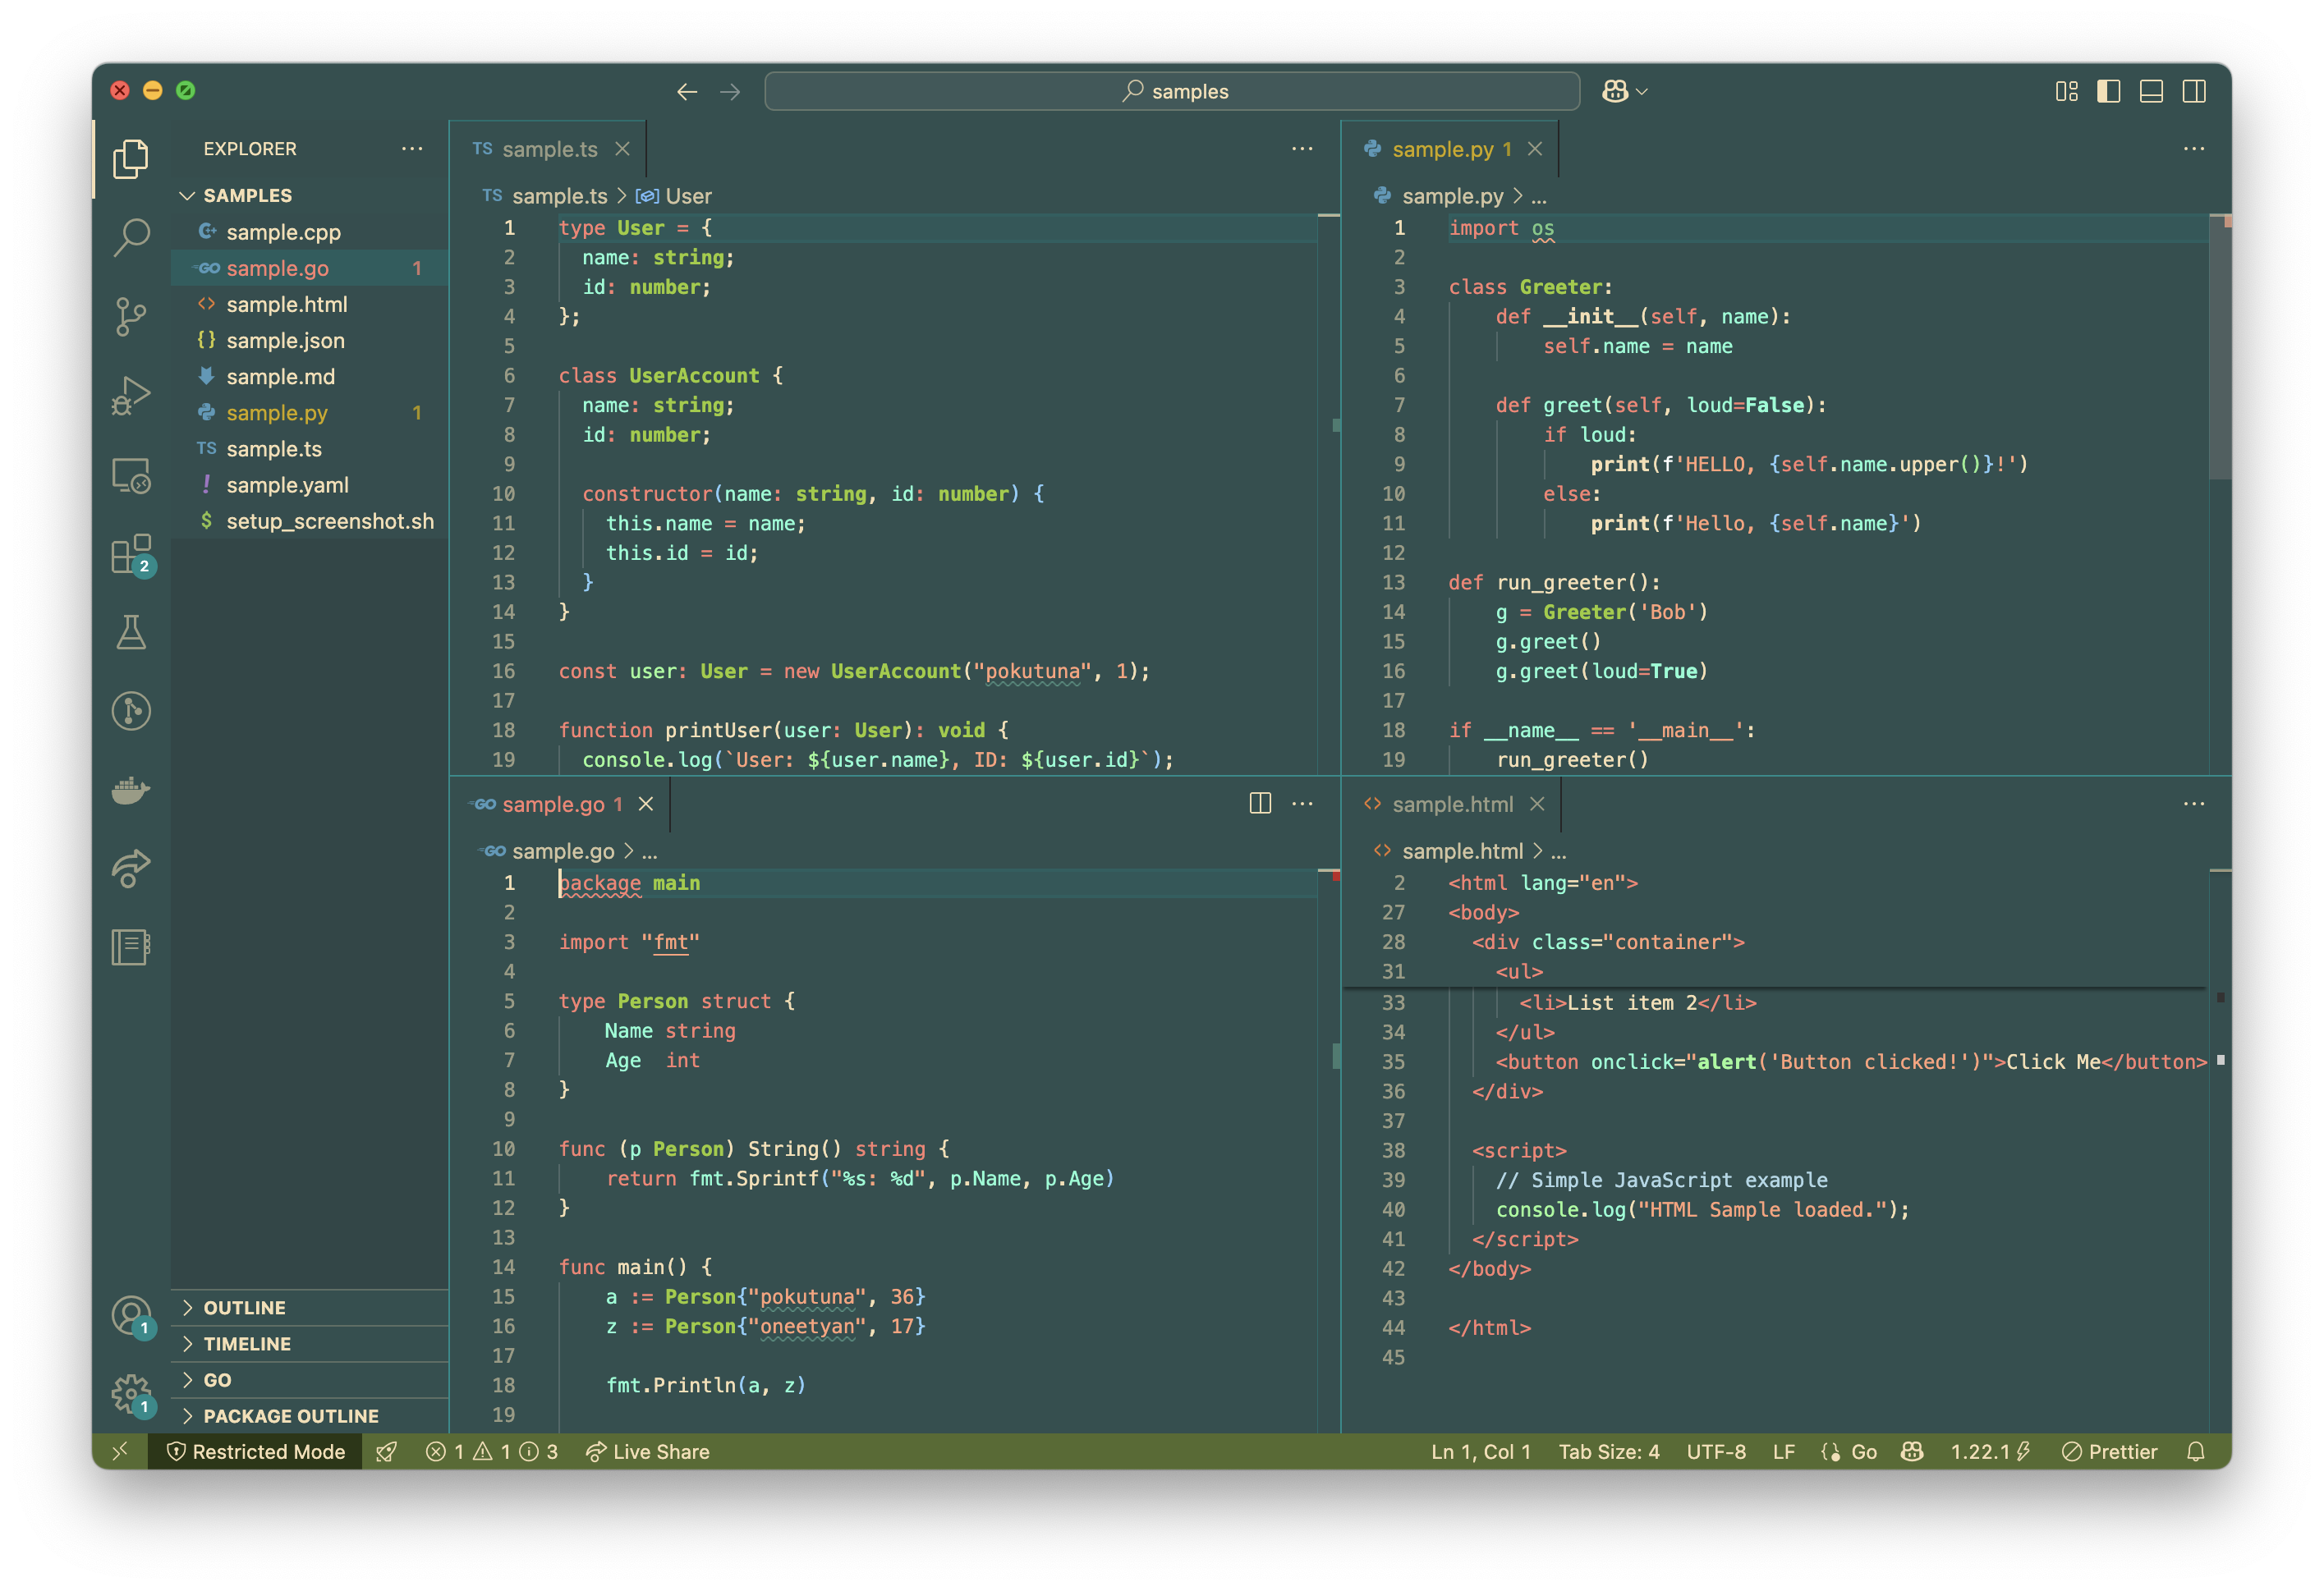 samples
EXPLORER
SAMPLES
sample.cpp
GO sample.go 1
sample.html
{} sample.json
sample.md
sample.py 1
TS sample.ts
! sample.yaml
$ setup_screenshot.sh
2
1
1
OUTLINE
TIMELINE
GO
PACKAGE OUTLINE
TS sample.ts
TS sample.ts > User
1 type User = {
2 name: string;
3 id: number;
4 };
5
6 class UserAccount {
7 name: string;
8 id: number;
9
10 constructor(name: string, id: number) {
11 this.name = name;
12 this.id = id;
13 }
14 }
15
16 const user: User = new UserAccount("pokutuna", 1);
17
18 function printUser(user: User): void {
19 console.log(`User: ${user.name}, ID: ${user.id}`);
sample.py 1
sample.py > ...
1 import os
2
3 class Greeter:
4 def __init__(self, name):
5 self.name = name
6
7 def greet(self, loud=False):
8 if loud:
9 print(f'HELLO, {self.name.upper()}!')
10 else:
11 print(f'Hello, {self.name}')
12
13 def run_greeter():
14 g = Greeter('Bob')
15 g.greet()
16 g.greet(loud=True)
17
18 if __name__ == '__main__':
19 run_greeter()
GO sample.go 1
GO sample.go > ...
1 package main
2
3 import "fmt"
4
5 type Person struct {
6 Name string
7 Age int
8 }
9
10 func (p Person) String() string {
11 return fmt.Sprintf("%s: %d", p.Name, p.Age)
12 }
13
14 func main() {
15 a := Person{"pokutuna", 36}
16 z := Person{"oneetyan", 17}
17
18 fmt.Println(a, z)
19
<> sample.html
<> sample.html > ...
2 <html lang="en">
27 <body>
28 <div class="container">
31 <ul>
33 <li>List item 2</li>
34 </ul>
35 <button onclick="alert('Button clicked!')">Click Me</button>
36 </div>
37
38 <script>
39 // Simple JavaScript example
40 console.log("HTML Sample loaded.");
41 </script>
42 </body>
43
44 </html>
45
Restricted Mode 1 1 3 Live Share Ln 1, Col 1 Tab Size: 4 UTF-8 LF Go 1.22.1 Prettier